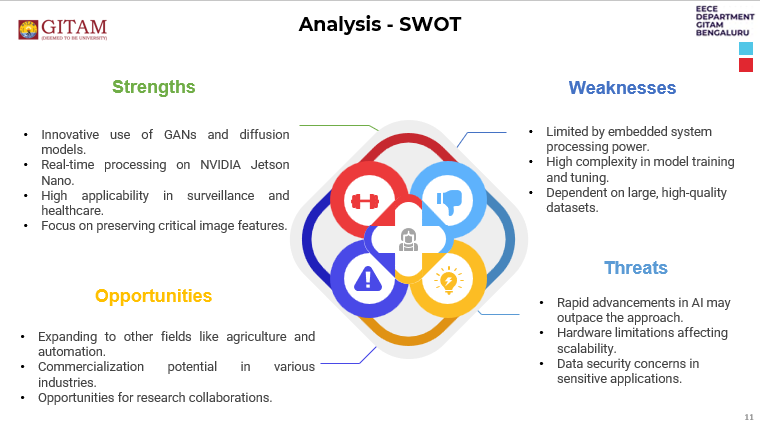 GITAM
(DEEMED TO BE UNIVERSITY)
Analysis - SWOT
EECE
DEPARTMENT
GITAM
BENGALURU
Strengths
• Innovative use of GANs and diffusion
models.
• Real-time processing on NVIDIA Jetson
Nano.
• High applicability in surveillance and
healthcare.
• Focus on preserving critical image features.
Weaknesses
• Limited by embedded system
processing power.
• High complexity in model training
and tuning.
• Dependent on large, high-quality
datasets.
Opportunities
• Expanding to other fields like agriculture and
automation.
• Commercialization potential in various
industries.
• Opportunities for research collaborations.
Threats
• Rapid advancements in AI may
outpace the approach.
• Hardware limitations affecting
scalability.
• Data security concerns in
sensitive applications.
11